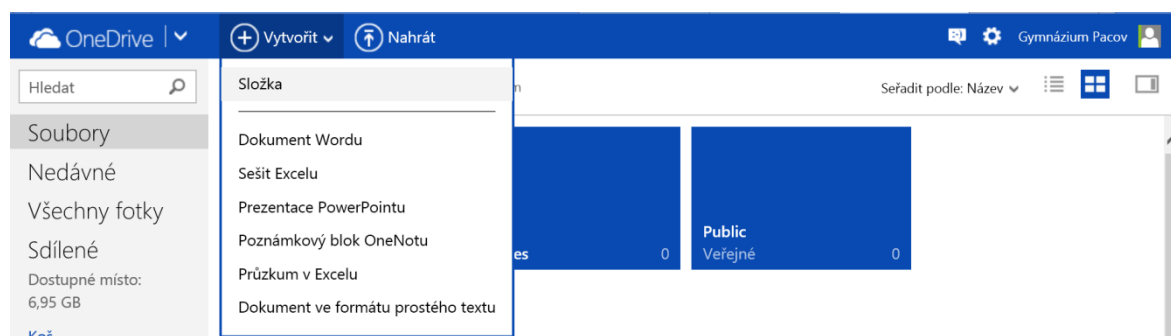 OneDrive Vytvořit Nahrát Gymnázium Pacov
Hledat
Složka
Seřadit podle: Název
Soubory
Nedávné
Všechny fotky
Sdílené
Dostupné místo:
6,95 GB
Dokument Wordu
Sešit Excelu
Prezentace PowerPointu
Poznámkový blok OneNotu
Průzkum v Excelu
Dokument ve formátu prostého textu
es 0
Public
Veřejné 0